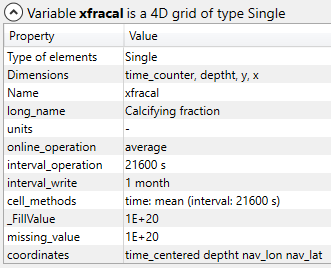 Variable xfracal is a 4D grid of type Single
Property Value
Type of elements Single
Dimensions time_counter, deptht, y, x
Name xfracal
long_name Calcifying fraction
units -
online_operation average
interval_operation 21600 s
interval_write 1 month
cell_methods time: mean (interval: 21600 s)
_FillValue 1E+20
missing_value 1E+20
coordinates time_centered deptht nav_lon nav_lat